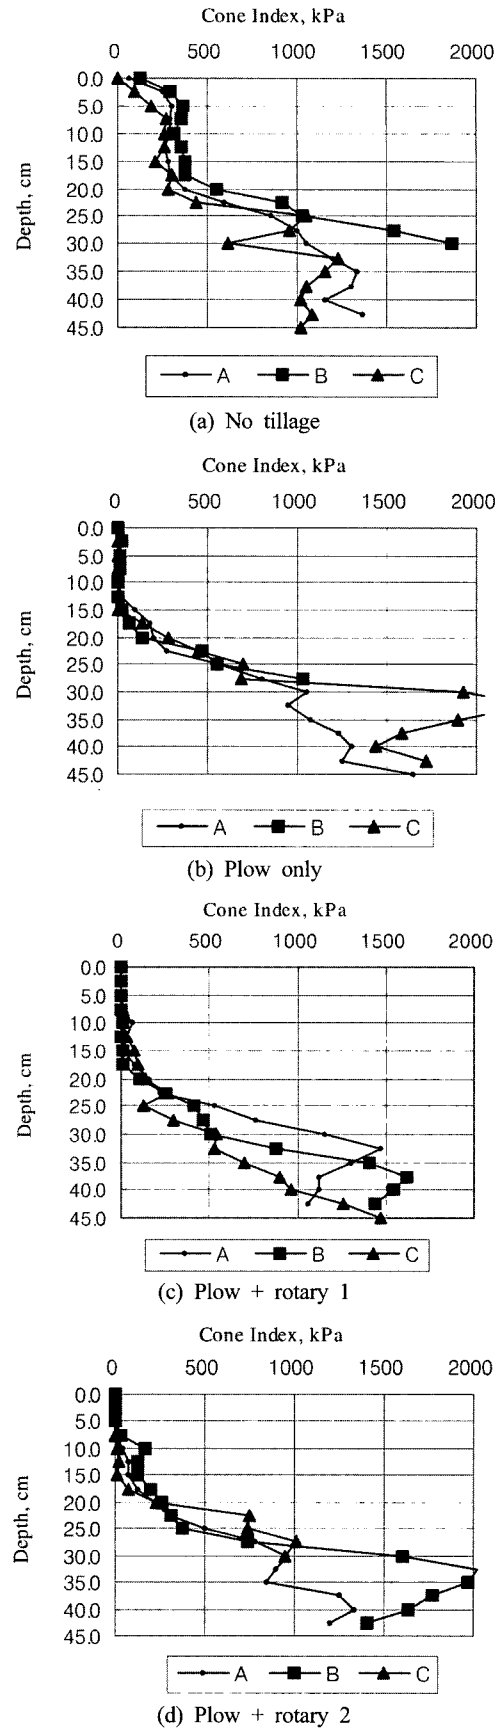 Cone Index, kPa
0 500 1000 1500 2000
0.0
5.0
10.0
15.0
20.0
25.0
30.0
35.0
40.0
45.0
Depth, cm
A B C
(a) No tillage
Cone Index, kPa
0 500 1000 1500 2000
0.0
5.0
10.0
15.0
20.0
25.0
30.0
35.0
40.0
45.0
Depth, cm
A B C
(b) Plow only
Cone Index, kPa
0 500 1000 1500 2000
0.0
5.0
10.0
15.0
20.0
25.0
30.0
35.0
40.0
45.0
Depth, cm
A B C
(c) Plow + rotary 1
Cone Index, kPa
0 500 1000 1500 2000
0.0
5.0
10.0
15.0
20.0
25.0
30.0
35.0
40.0
45.0
Depth, cm
A B C
(d) Plow + rotary 2